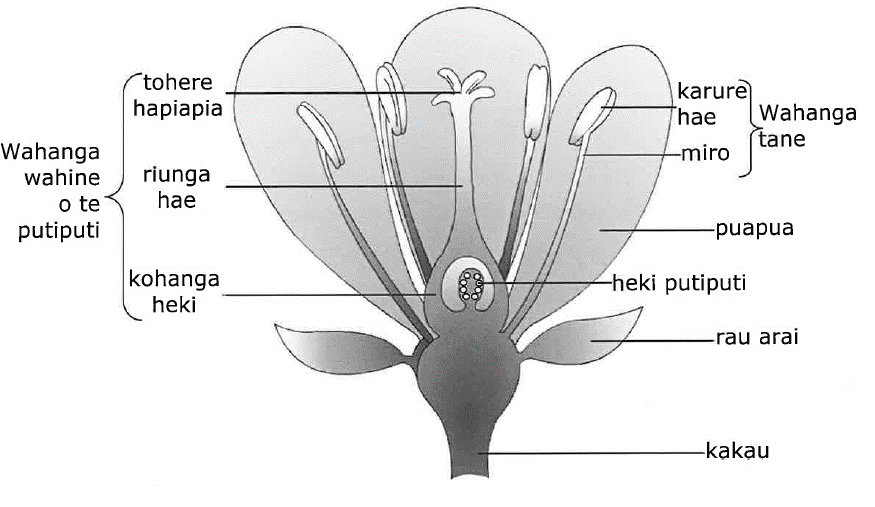 Wahanga
wahine
o te
putiputi
tohere
hapiapia
riunga
hae
kohanga
heki
karure
hae
miro
Wahanga
tane
puapua
heki putiputi
rau arai
kakau